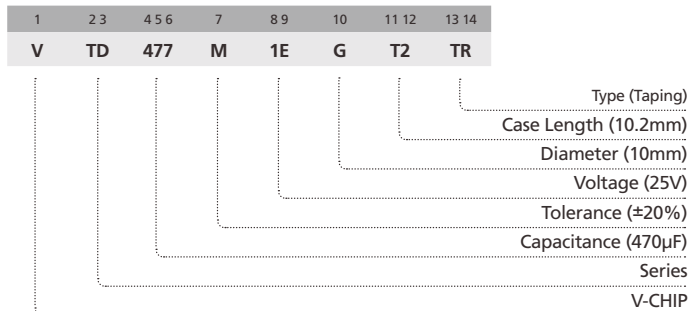 1 2 3 4 5 6 7 8 9 10 11 12 13 14
V TD 477 M 1E G T2 TR
Type (Taping)
Case Length (10.2mm)
Diameter (10mm)
Voltage (25V)
Tolerance (±20%)
Capacitance (470µF)
Series
V-CHIP